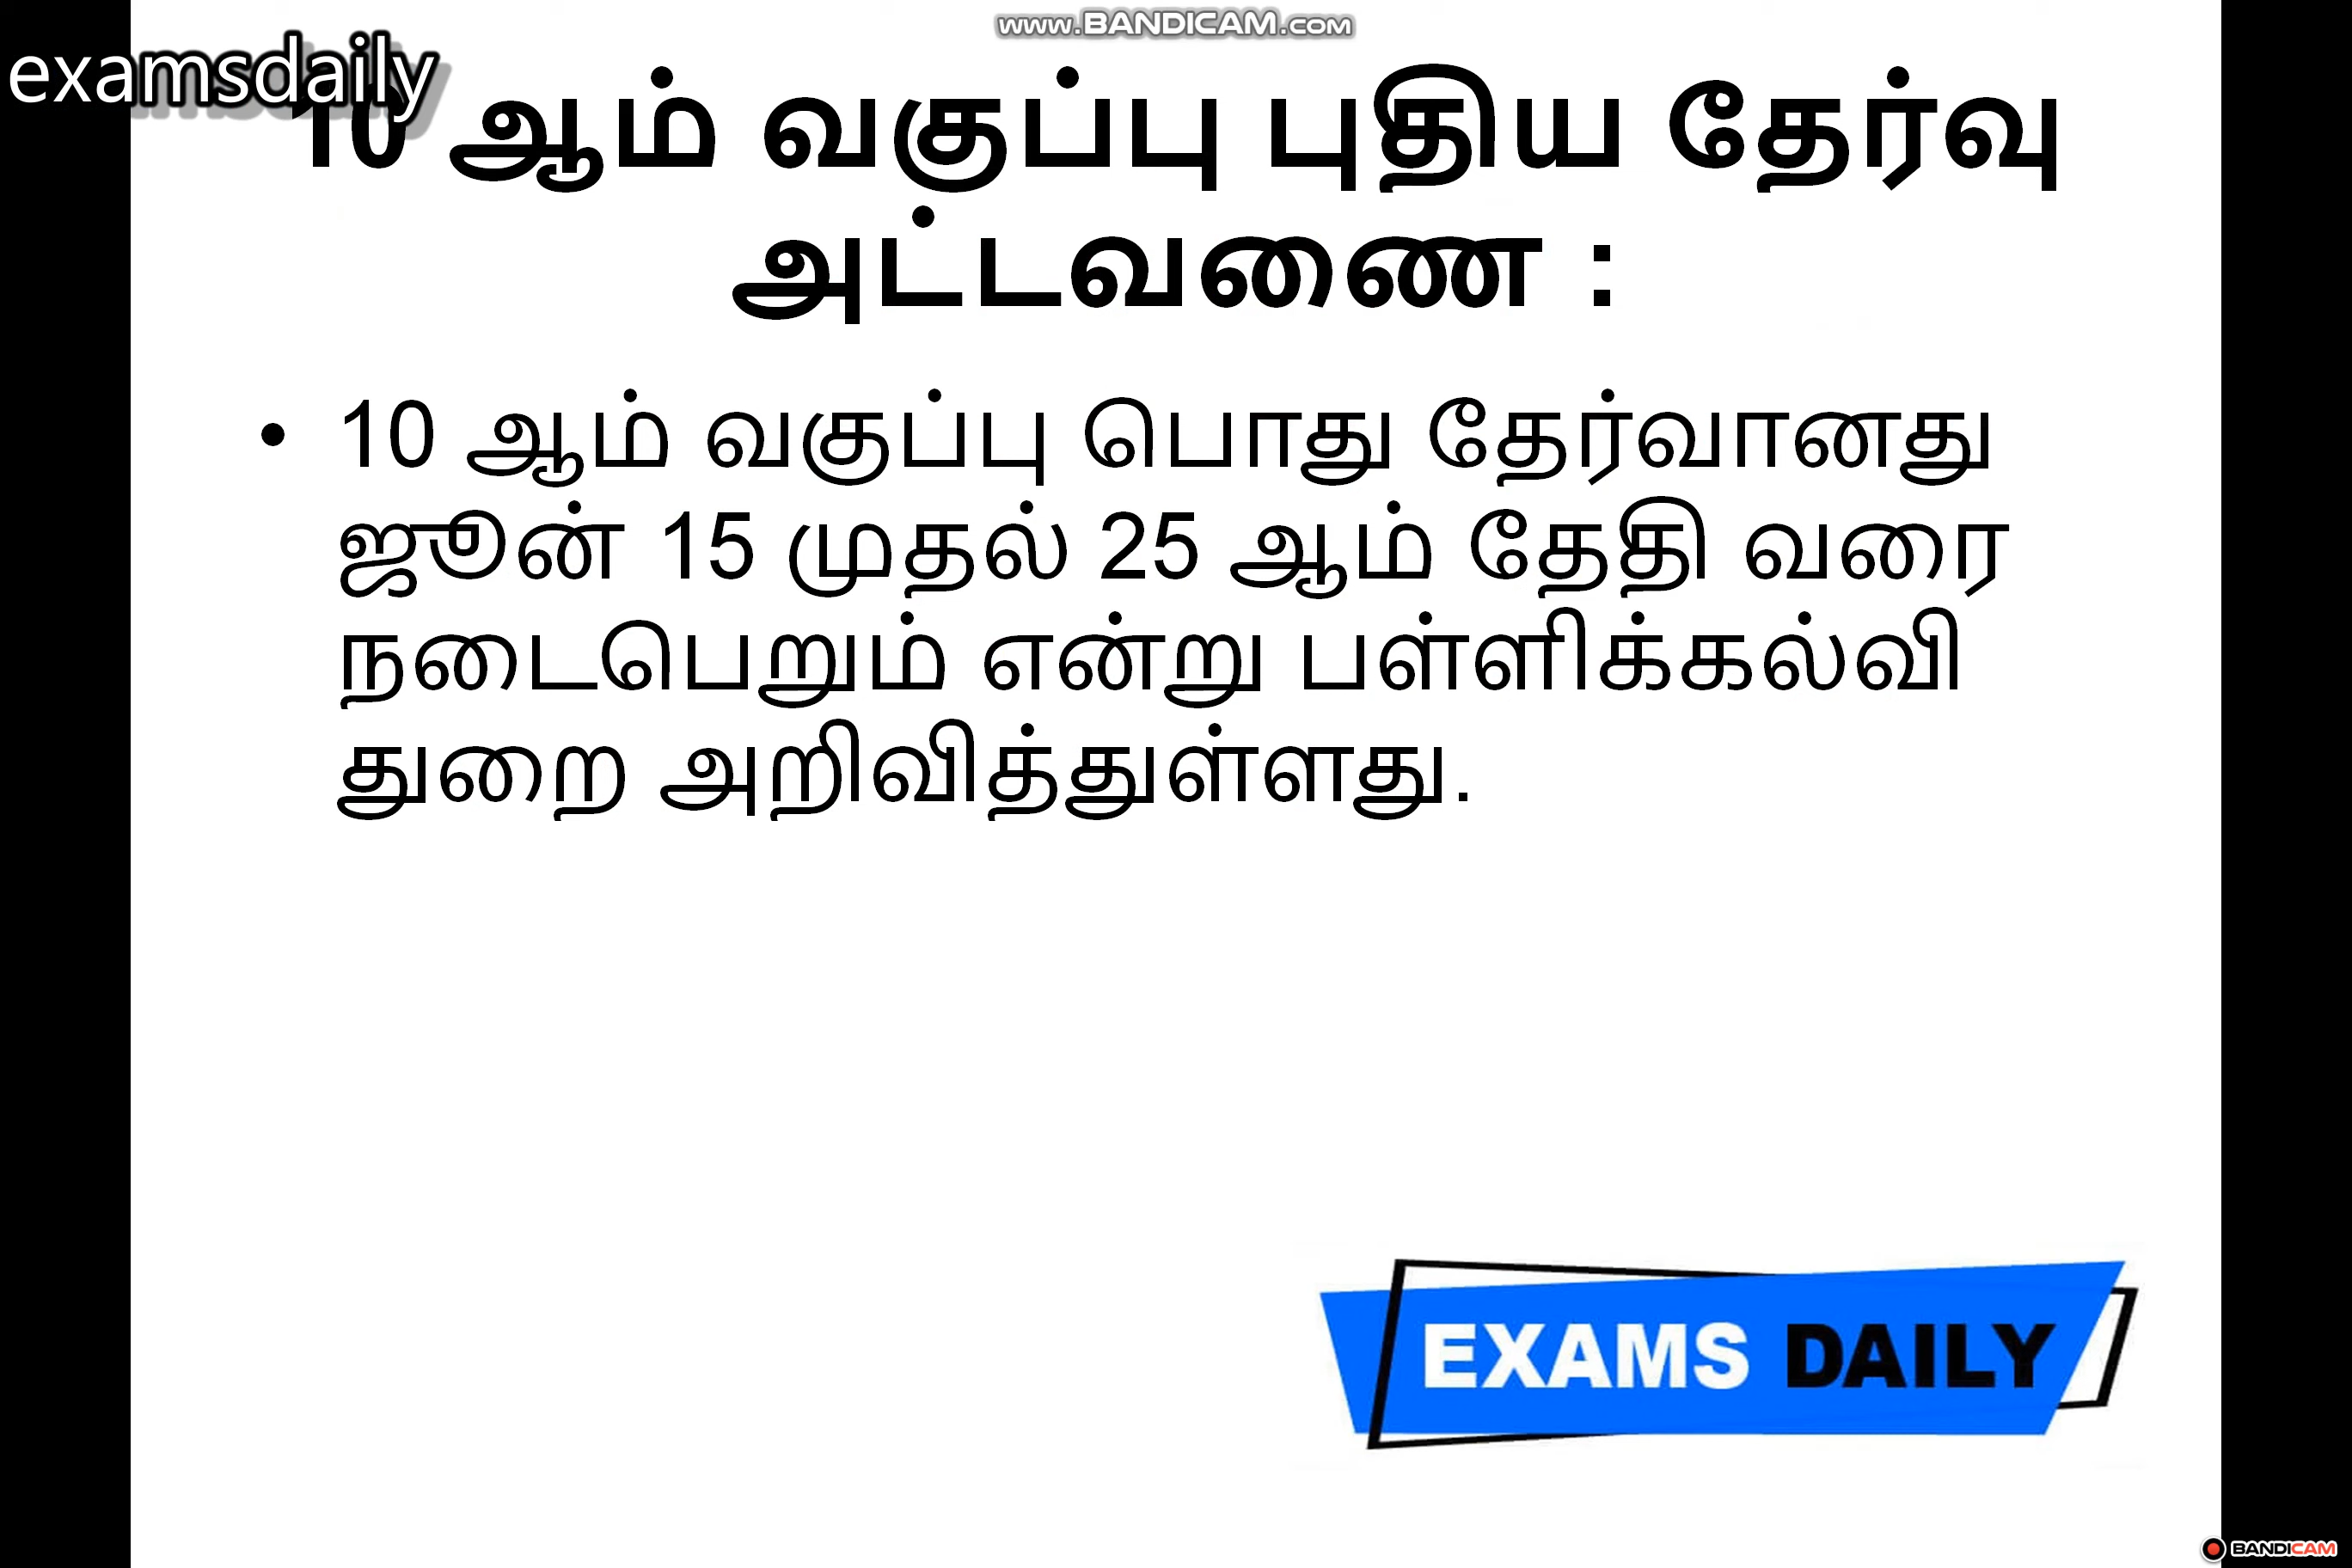 www.BANDICAM.com
examsdaily
10 ஆம் வகுப்பு புதிய தேர்வு
அட்டவணை :
• 10 ஆம் வகுப்பு பொது தேர்வானது
ஜூன் 15 முதல் 25 ஆம் தேதி வரை
நடைபெறும் என்று பள்ளிக்கல்வி
துறை அறிவித்துள்ளது.
EXAMS DAILY
BANDICAM